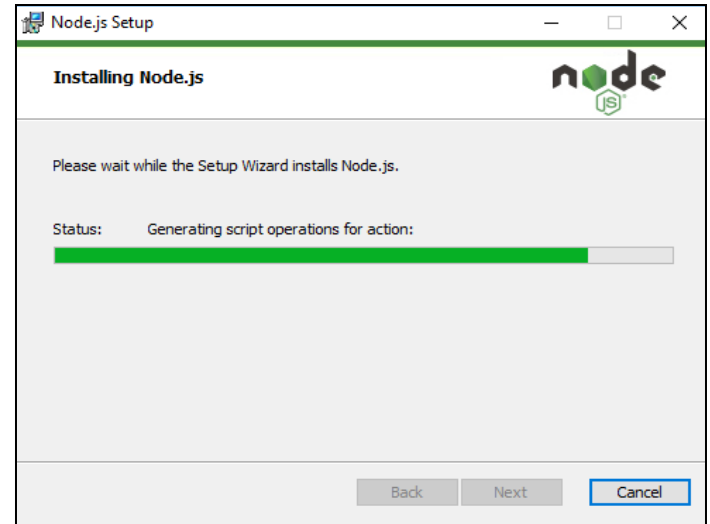 Node.js Setup
Installing Node.js
node
JS
Please wait while the Setup Wizard installs Node.js.
Status: Generating script operations for action:
Back Next Cancel